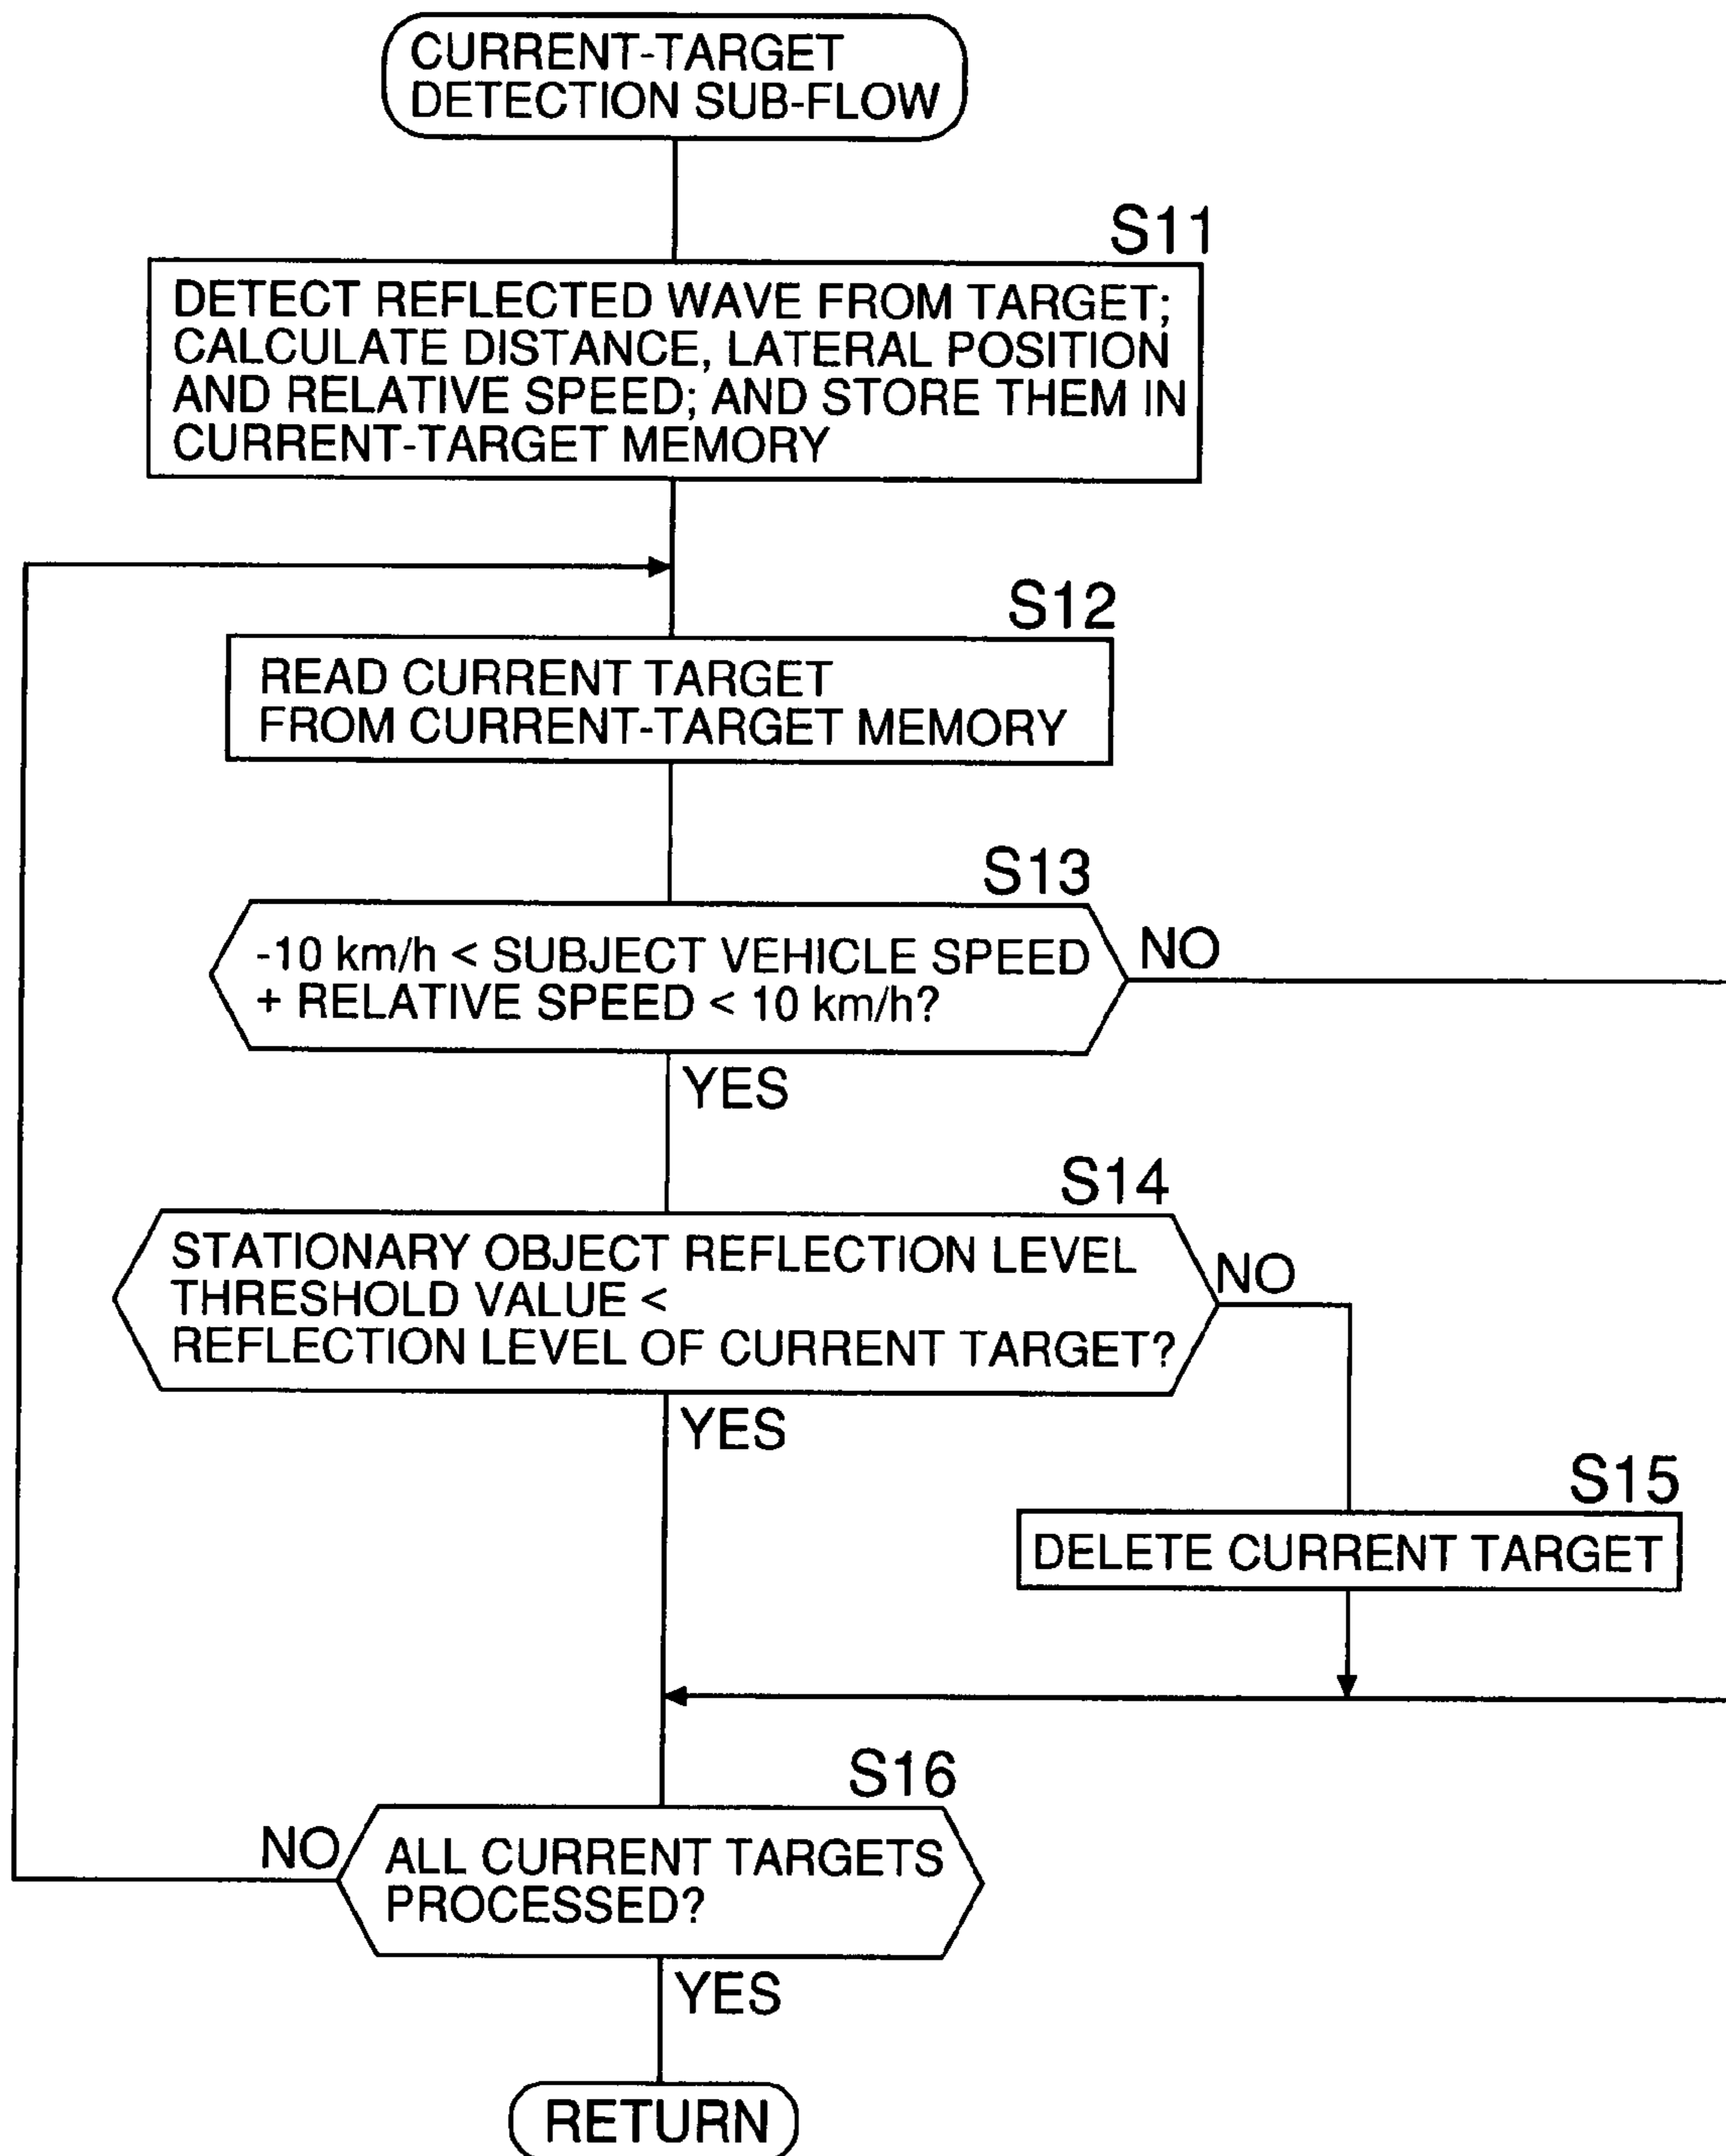 CURRENT-TARGET
DETECTION SUB-FLOW
S11
DETECT REFLECTED WAVE FROM TARGET;
CALCULATE DISTANCE, LATERAL POSITION
AND RELATIVE SPEED; AND STORE THEM IN
CURRENT-TARGET MEMORY
S12
READ CURRENT TARGET
FROM CURRENT-TARGET MEMORY
S13
-10 km/h < SUBJECT VEHICLE SPEED
+ RELATIVE SPEED < 10 km/h?
NO
YES
S14
STATIONARY OBJECT REFLECTION LEVEL
THRESHOLD VALUE <
REFLECTION LEVEL OF CURRENT TARGET?
NO
YES
S15
DELETE CURRENT TARGET
S16
NO
ALL CURRENT TARGETS
PROCESSED?
YES
RETURN